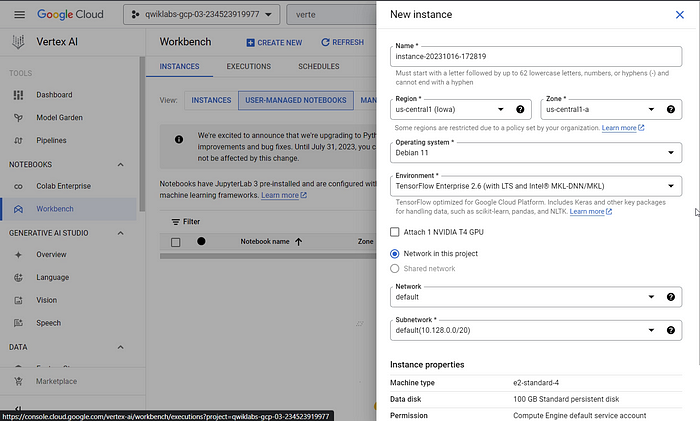 Google Cloud
qwiklabs-gcp-03-234523919977
verte
Vertex AI
TOOLS
Dashboard
Model Garden
Pipelines
NOTEBOOKS
Colab Enterprise
Workbench
GENERATIVE AI STUDIO
Overview
Language
Vision
Speech
DATA
Marketplace
https://console.cloud.google.com/vertex-ai/workbench/executions?project=qwiklabs-gcp-03-234523919977
Workbench
CREATE NEW
REFRESH
INSTANCES
EXECUTIONS
SCHEDULES
View:
INSTANCES
USER-MANAGED NOTEBOOKS
MAN
We're excited to announce that we're upgrading to Pyth
improvements and bug fixes. Until July 31, 2023, you c
not be affected by this change.
Notebooks have JupyterLab 3 pre-installed and are configured with
machine learning frameworks. Learn more
Filter
Notebook name
Zone
New instance
Name *
instance-20231016-172819
Must start with a letter followed by up to 62 lowercase letters, numbers, or hyphens (-) and
cannot end with a hyphen
Region *
us-central1 (Iowa)
Zone *
us-central1-a
Some regions are restricted due to a policy set by your organization. Learn more
Operating system *
Debian 11
Environment *
TensorFlow Enterprise 2.6 (with LTS and Intel® MKL-DNN/MKL)
TensorFlow optimized for Google Cloud Platform. Includes Keras and other key packages
for handling data, such as scikit-learn, pandas, and NLTK. Learn more
Attach 1 NVIDIA T4 GPU
Network in this project
Shared network
Network
default
Subnetwork *
default(10.128.0.0/20)
Instance properties
Machine type
e2-standard-4
Data disk
100 GB Standard persistent disk
Permission
Compute Engine default service account